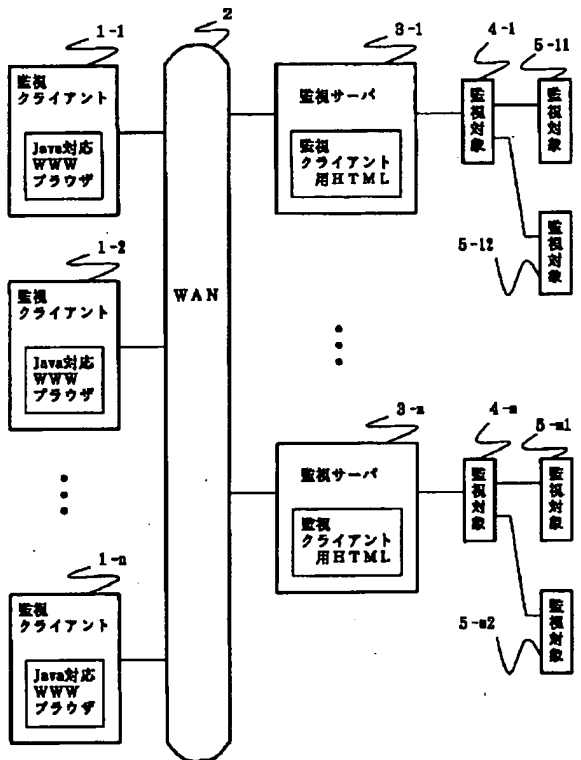 1-1
監視
クライアント
Java対応
WWW
ブラウザ
1-2
監視
クライアント
Java対応
WWW
ブラウザ
1-n
監視
クライアント
Java対応
WWW
ブラウザ
2
WAN
3-1
監視サーバ
監視
クライアント
用HTML
4-1
監視対象
5-11
監視対象
5-12
監視対象
3-m
監視サーバ
監視
クライアント
用HTML
4-m
監視対象
5-m1
監視対象
5-m2
監視対象